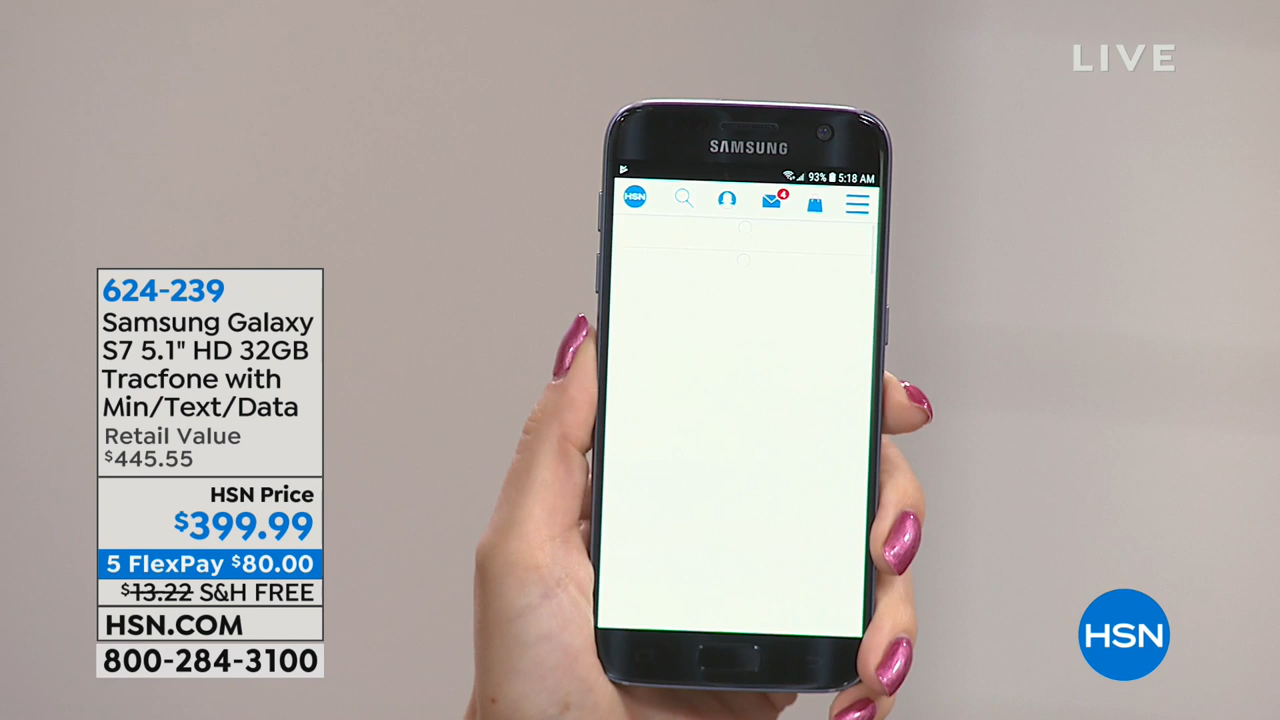 LIVE
SAMSUNG
93% 5:18 AM
HSN
4
624-239
Samsung Galaxy
S7 5.1" HD 32GB
Tracfone with
Min/Text/Data
Retail Value
$445.55
HSN Price
$399.99
5 FlexPay $80.00
$13.22 S&H FREE
HSN.COM
800-284-3100
HSN